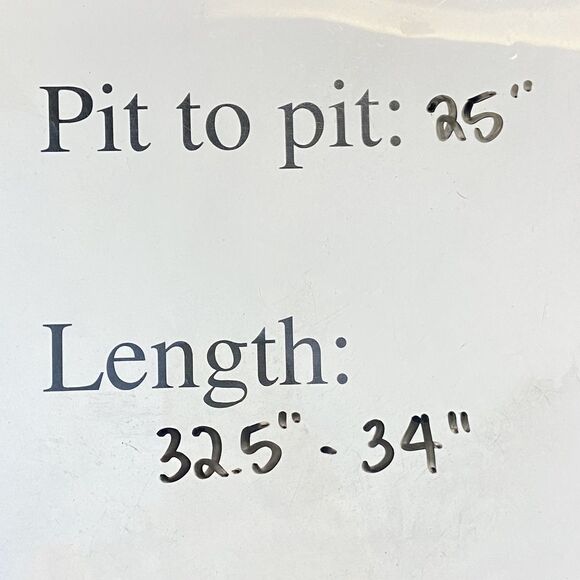 Pit to pit: 25"
Length:
32.5" - 34"